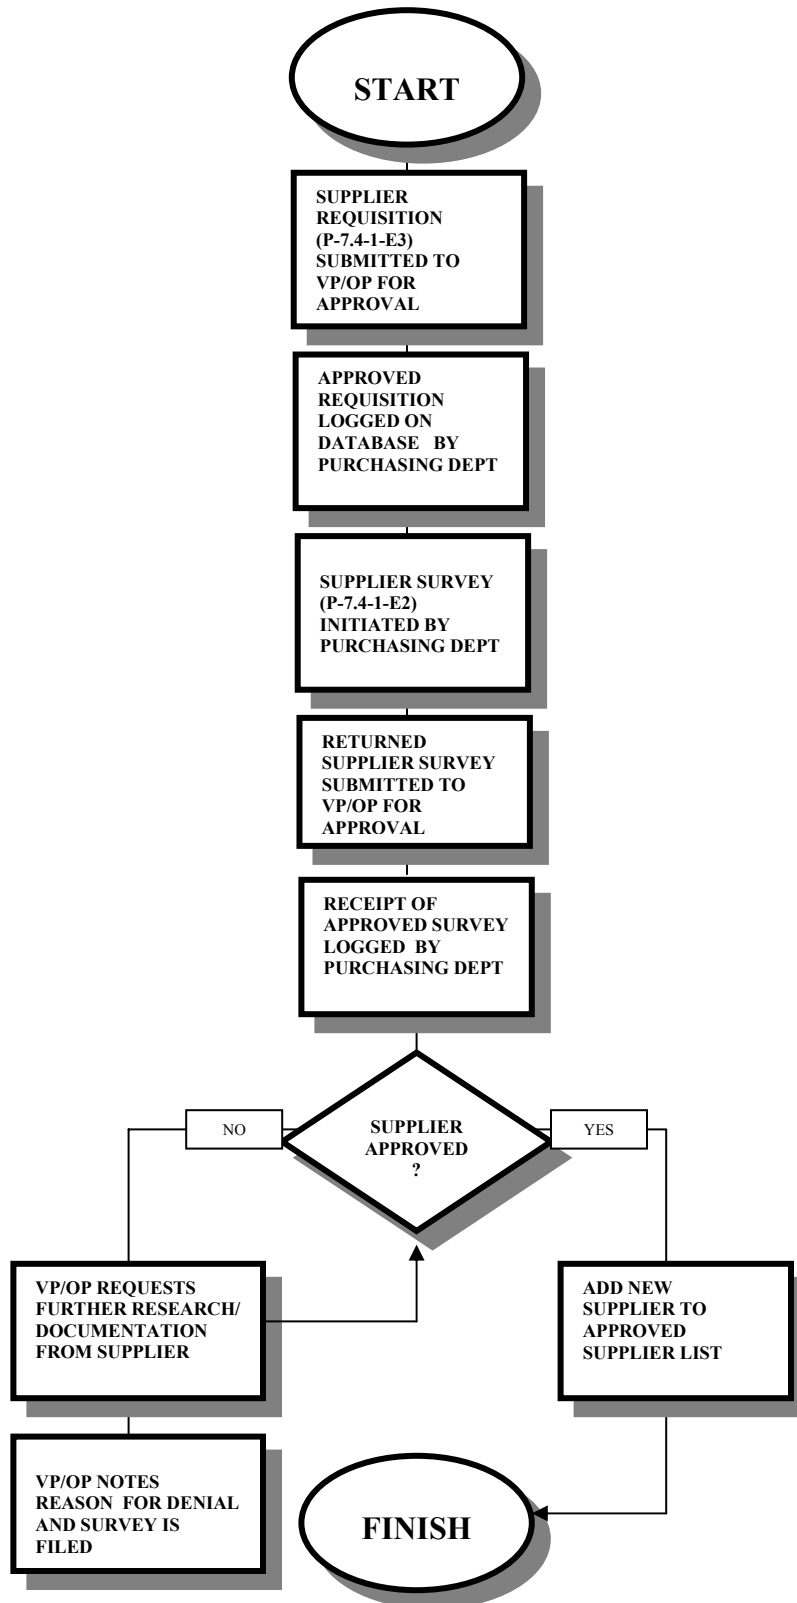 START
SUPPLIER
REQUISITION
(P-7.4-1-E3)
SUBMITTED TO
VP/OP FOR
APPROVAL
APPROVED
REQUISITION
LOGGED ON
DATABASE BY
PURCHASING DEPT
SUPPLIER SURVEY
(P-7.4-1-E2)
INITIATED BY
PURCHASING DEPT
RETURNED
SUPPLIER SURVEY
SUBMITTED TO
VP/OP FOR
APPROVAL
RECEIPT OF
APPROVED SURVEY
LOGGED BY
PURCHASING DEPT
NO
SUPPLIER
APPROVED
?
YES
VP/OP REQUESTS
FURTHER RESEARCH/
DOCUMENTATION
FROM SUPPLIER
ADD NEW
SUPPLIER TO
APPROVED
SUPPLIER LIST
VP/OP NOTES
REASON FOR DENIAL
AND SURVEY IS
FILED
FINISH